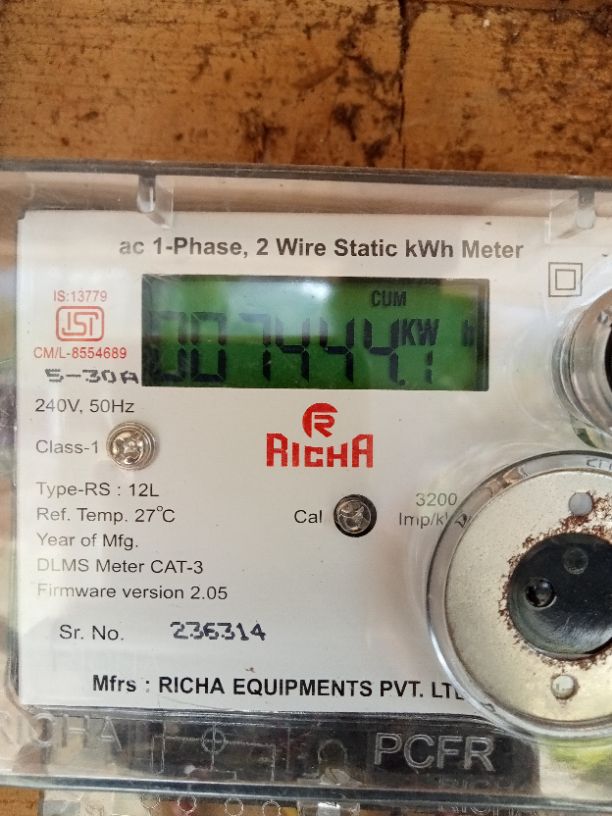 ac 1-Phase, 2 Wire Static kWh Meter
IS:13779
CM/L-8554689
CUM
007444.1 KW h
5-30A
240V, 50Hz
Class-1
RICHA
Type-RS : 12L
Ref. Temp. 27°C
Cal
3200
Year of Mfg.
DLMS Meter CAT-3
Firmware version 2.05
Sr. No. 236314
Mfrs : RICHA EQUIPMENTS PVT.
RICHA
PCFR